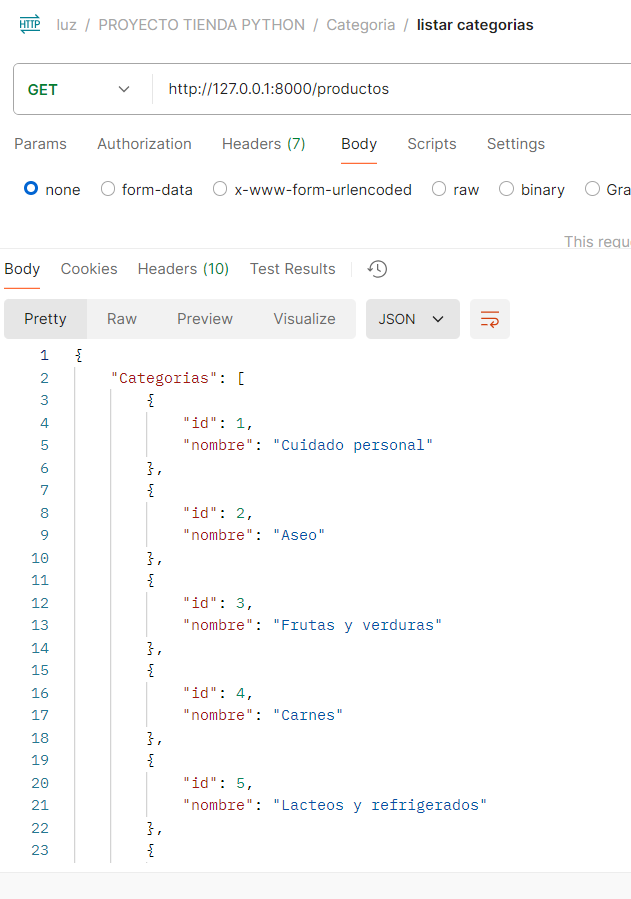 HTTP luz / PROYECTO TIENDA PYTHON / Categoria / listar categorias
GET http://127.0.0.1:8000/productos
Params Authorization Headers (7) Body Scripts Settings
none form-data x-www-form-urlencoded raw binary Gra
This requ
Body Cookies Headers (10) Test Results
Pretty Raw Preview Visualize JSON
1 {
2 "Categorias": [
3 {
4 "id": 1,
5 "nombre": "Cuidado personal"
6 },
7 {
8 "id": 2,
9 "nombre": "Aseo"
10 },
11 {
12 "id": 3,
13 "nombre": "Frutas y verduras"
14 },
15 {
16 "id": 4,
17 "nombre": "Carnes"
18 },
19 {
20 "id": 5,
21 "nombre": "Lacteos y refrigerados"
22 },
23 {